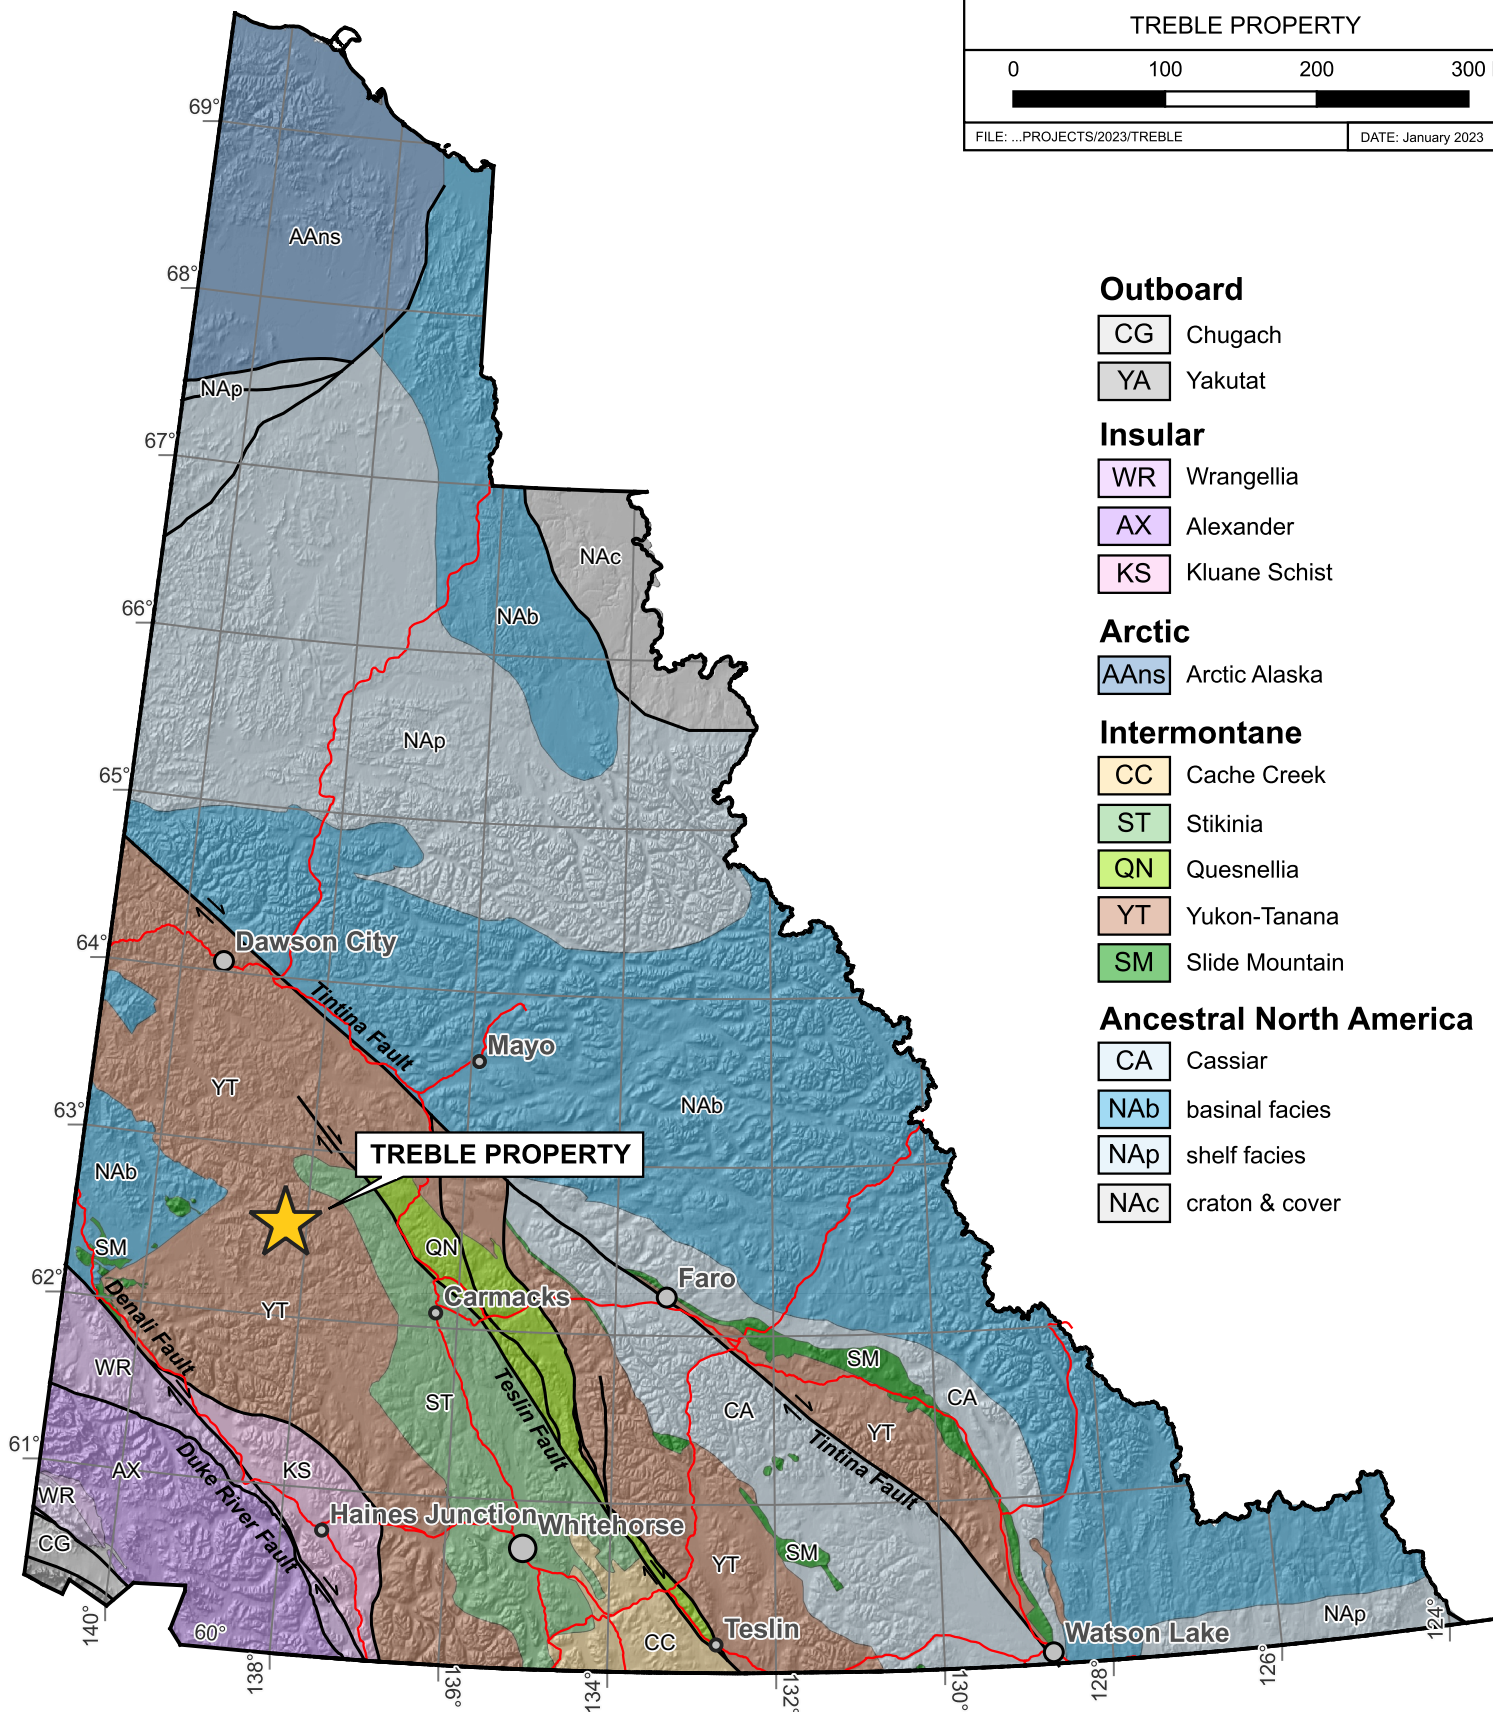 TREBLE PROPERTY
0 100 200 300
FILE: ...PROJECTS/2023/TREBLE DATE: January 2023
Outboard
CG Chugach
YA Yakutat
Insular
WR Wrangellia
AX Alexander
KS Kluane Schist
Arctic
AAns Arctic Alaska
Intermontane
CC Cache Creek
ST Stikinia
QN Quesnellia
YT Yukon-Tanana
SM Slide Mountain
Ancestral North America
CA Cassiar
NAb basinal facies
NAp shelf facies
NAc craton & cover
69°
AAns
68°
NAp
67°
NAc
66°
NAb
NAp
65°
64°
Dawson City
Tintina Fault
Mayo
YT
NAb
63°
TREBLE PROPERTY
NAb
QN
SM
62°
Faro
Denali Fault
YT
Carmacks
WR
SM
CA
ST
Teslin Fault
CA
YT
Tintina Fault
61°
AX
Duke River Fault
KS
WR
Haines Junction
Whitehorse
CG
SM
YT
NAp
60°
CC
Teslin
Watson Lake
140°
138°
136°
134°
132°
130°
128°
126°
124°